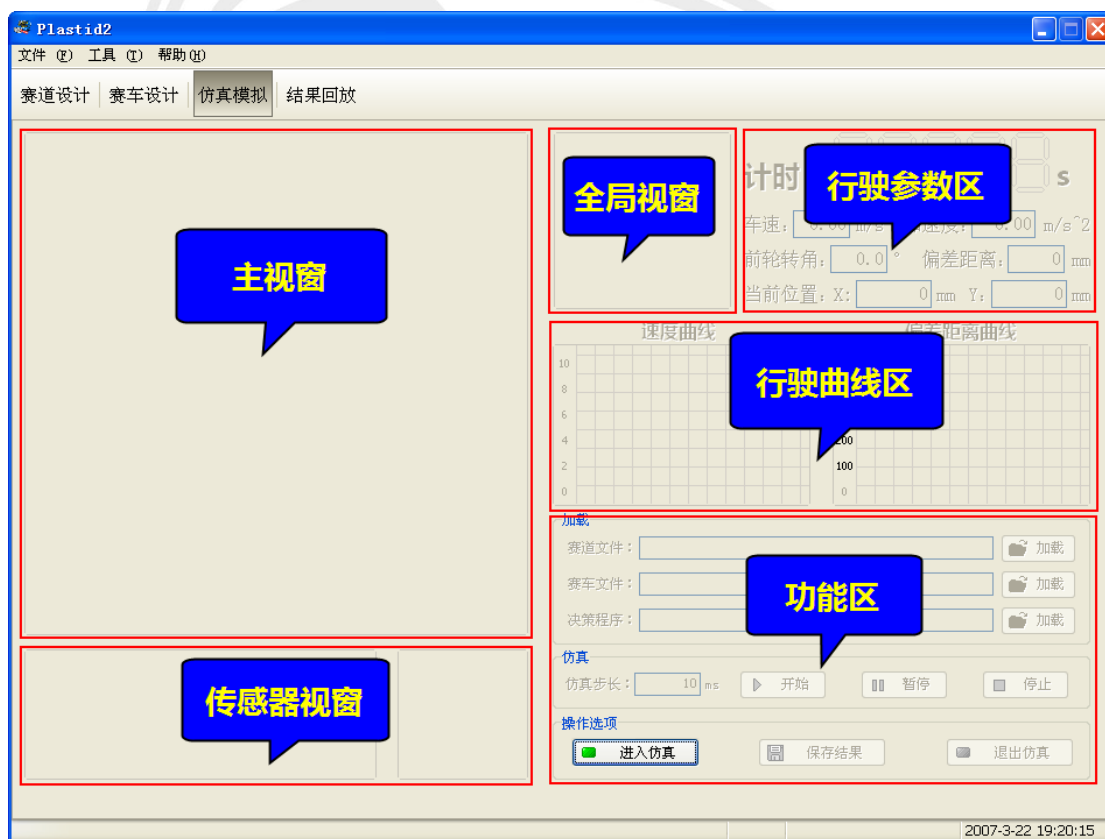 Plastid2
文件 (F) 工具 (T) 帮助(H)
赛道设计 赛车设计 仿真模拟 结果回放
主视窗
传感器视窗
全局视窗
行驶参数区
计时 s
车速： 0.00 m/s 0.00 m/s^2
前轮转角： 0.0 ° 偏差距离： 0 mm
当前位置：X: 0 mm Y: 0 mm
速度曲线 偏差距离曲线
行驶曲线区
10
8
6
4
2
0
200
100
0
加载
赛道文件： 加载
赛车文件： 加载
决策程序： 加载
功能区
仿真
仿真步长： 10 ms 开始 暂停 停止
操作选项
进入仿真 保存结果 退出仿真
2007-3-22 19:20:15